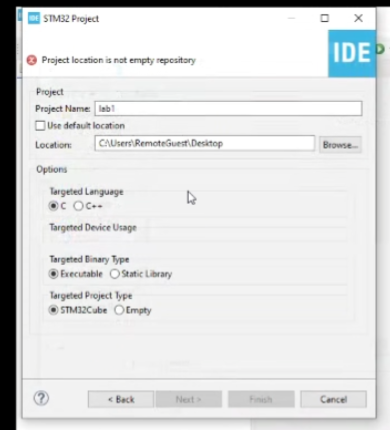 IDE STM32 Project
Project location is not empty repository
IDE
Project
Project Name: lab1
Use default location
Location: C:\Users\RemoteGuest\Desktop Browse...
Options
Targeted Language
C C++
Targeted Device Usage
Targeted Binary Type
Executable Static Library
Targeted Project Type
STM32Cube Empty
? < Back Next > Finish Cancel